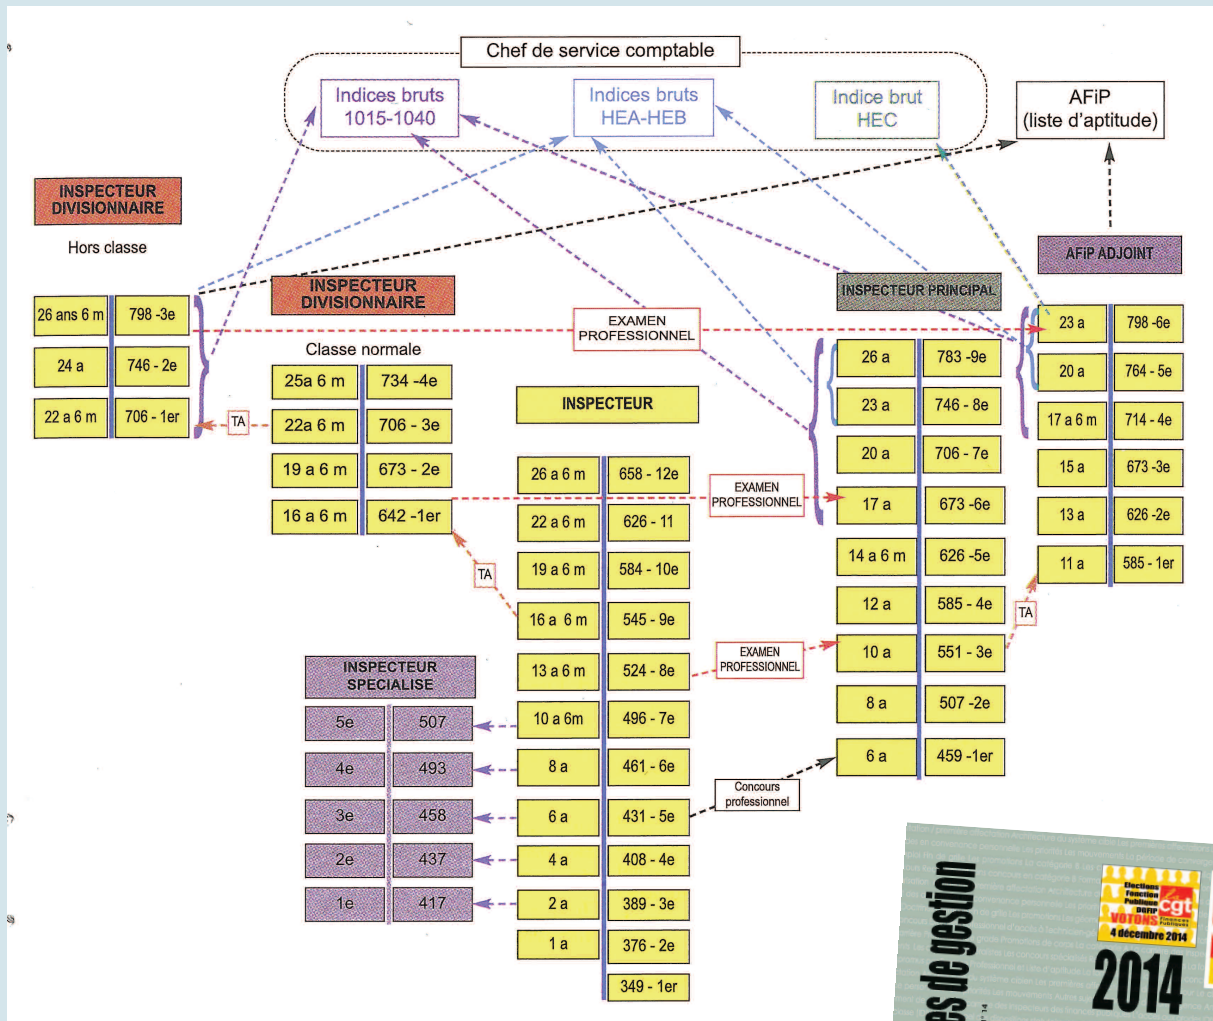 Chef de service comptable
Indices bruts
1015-1040
Indices bruts
HEA-HEB
Indice brut
HEC
AFiP
(liste d'aptitude)
INSPECTEUR
DIVISIONNAIRE
Hors classe
26 ans 6 m 798 -3e
24 a 746 - 2e
22 a 6 m 706 - 1er
TA
INSPECTEUR
DIVISIONNAIRE
Classe normale
25a 6 m 734 -4e
22a 6 m 706 - 3e
19 a 6 m 673 - 2e
16 a 6 m 642 -1er
TA
EXAMEN
PROFESSIONNEL
INSPECTEUR
26 a 6 m 658 - 12e
22 a 6 m 626 - 11
19 a 6 m 584 - 10e
16 a 6 m 545 - 9e
13 a 6 m 524 - 8e
10 a 6m 496 - 7e
8 a 461 - 6e
6 a 431 - 5e
4 a 408 - 4e
2 a 389 - 3e
1 a 376 - 2e
349 - 1er
INSPECTEUR
SPECIALISE
5e 507
4e 493
3e 458
2e 437
1e 417
EXAMEN
PROFESSIONNEL
EXAMEN
PROFESSIONNEL
Concours
professionnel
INSPECTEUR PRINCIPAL
26 a 783 -9e
23 a 746 - 8e
20 a 706 - 7e
17 a 673 -6e
14 a 6 m 626 -5e
12 a 585 - 4e
10 a 551 - 3e
8 a 507 -2e
6 a 459 -1er
TA
AFiP ADJOINT
23 a 798 -6e
20 a 764 - 5e
17 a 6 m 714 - 4e
15 a 673 -3e
13 a 626 -2e
11 a 585 - 1er
es de gestion
Elections
Fonction
Publique
DGFIP
VOTONS
4 décembre 2014
la
cgt
Finances
Publiques
2014
n° 14